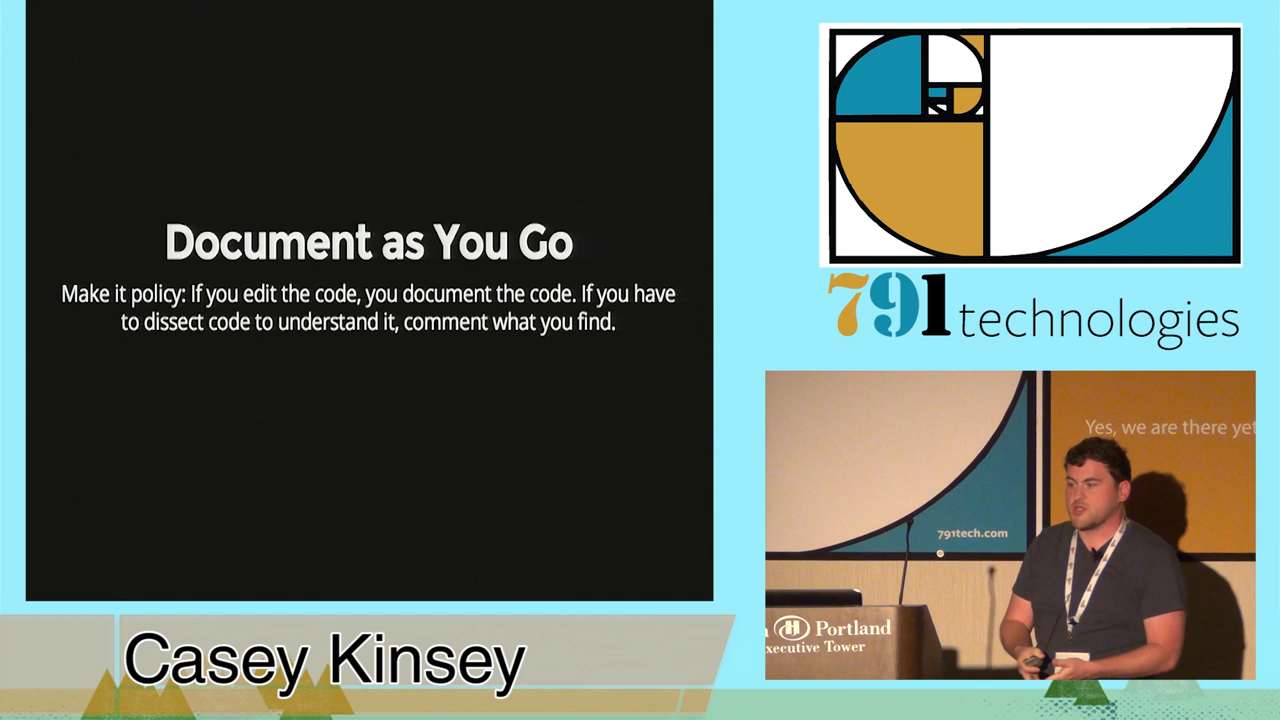 Document as You Go
Make it policy: If you edit the code, you document the code. If you have
to dissect code to understand it, comment what you find.
791 technologies
Yes, we are there yet
791tech.com
Portland
xecutive Tower
Casey Kinsey